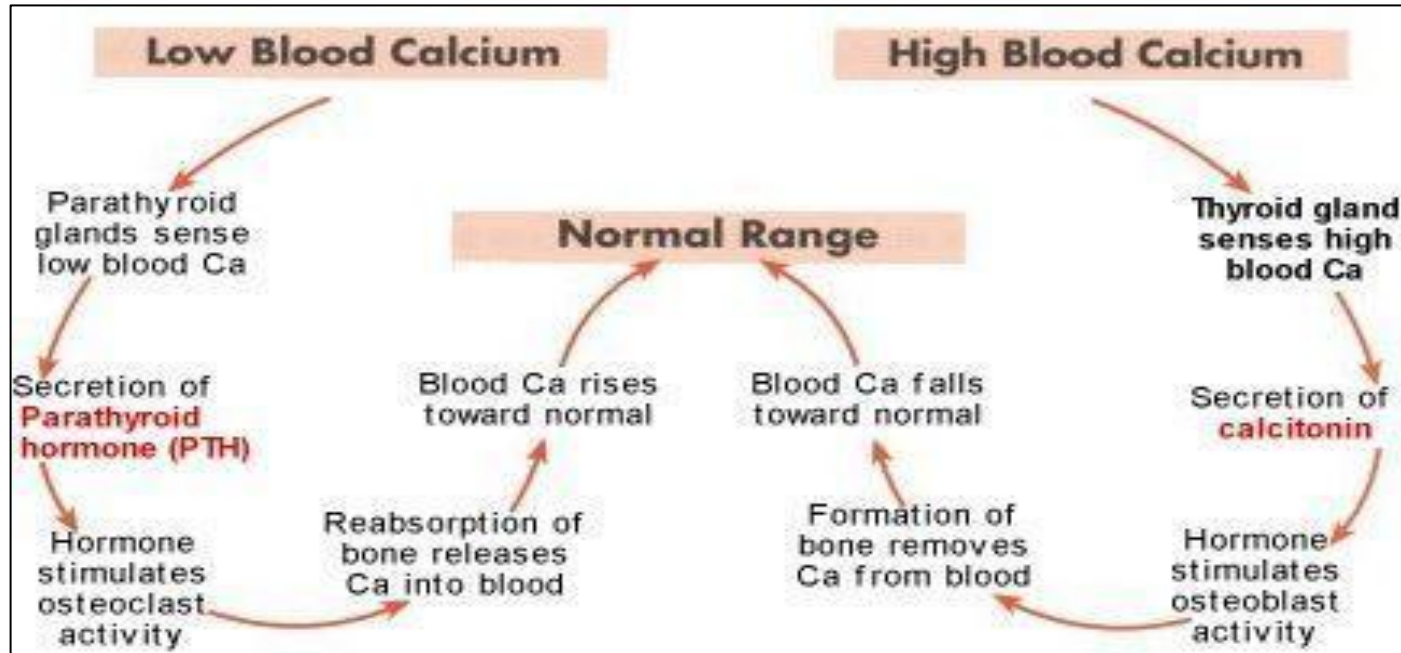 Low Blood Calcium
High Blood Calcium
Parathyroid
glands sense
low blood Ca
Normal Range
Thyroid gland
senses high
blood Ca
Secretion of
Parathyroid
hormone (PTH)
Blood Ca rises
toward normal
Blood Ca falls
toward normal
Secretion of
calcitonin
Hormone
stimulates
osteoclast
activity
Reabsorption of
bone releases
Ca into blood
Formation of
bone removes
Ca from blood
Hormone
stimulates
osteoblast
activity